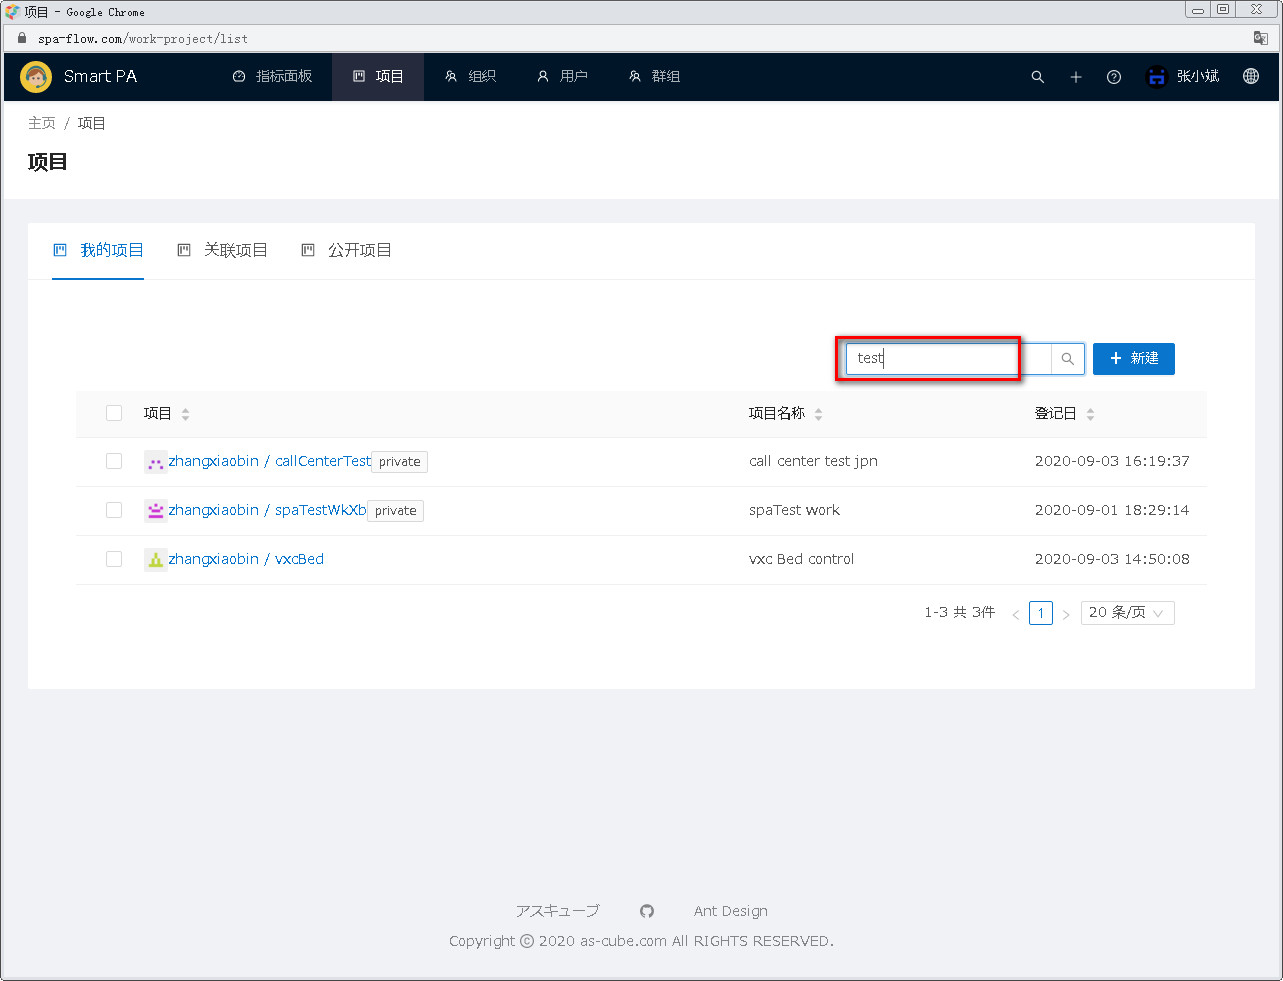 项目 - Google Chrome
spa-flow.com/work-project/list
Smart PA 指标面板 项目 组织 用户 群组 张小斌
主页 / 项目
项目
我的项目 关联项目 公开项目
test 新建
项目 项目名称 登记日
zhangxiaobin / callCenterTest private call center test jpn 2020-09-03 16:19:37
zhangxiaobin / spaTestWkXb private spaTest work 2020-09-01 18:29:14
zhangxiaobin / vxcBed vxc Bed control 2020-09-03 14:50:08
1-3 共 3件 < 1 > 20 条/页
アスキューブ Ant Design
Copyright © 2020 as-cube.com All RIGHTS RESERVED.